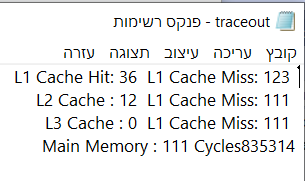 traceout - פנקס רשימות
קובץ עריכה עיצוב תצוגה עזרה
L1 Cache Hit: 36 L1 Cache Miss: 123
L2 Cache : 12 L1 Cache Miss: 111
L3 Cache : 0 L1 Cache Miss: 111
Main Memory : 111 Cycles835314